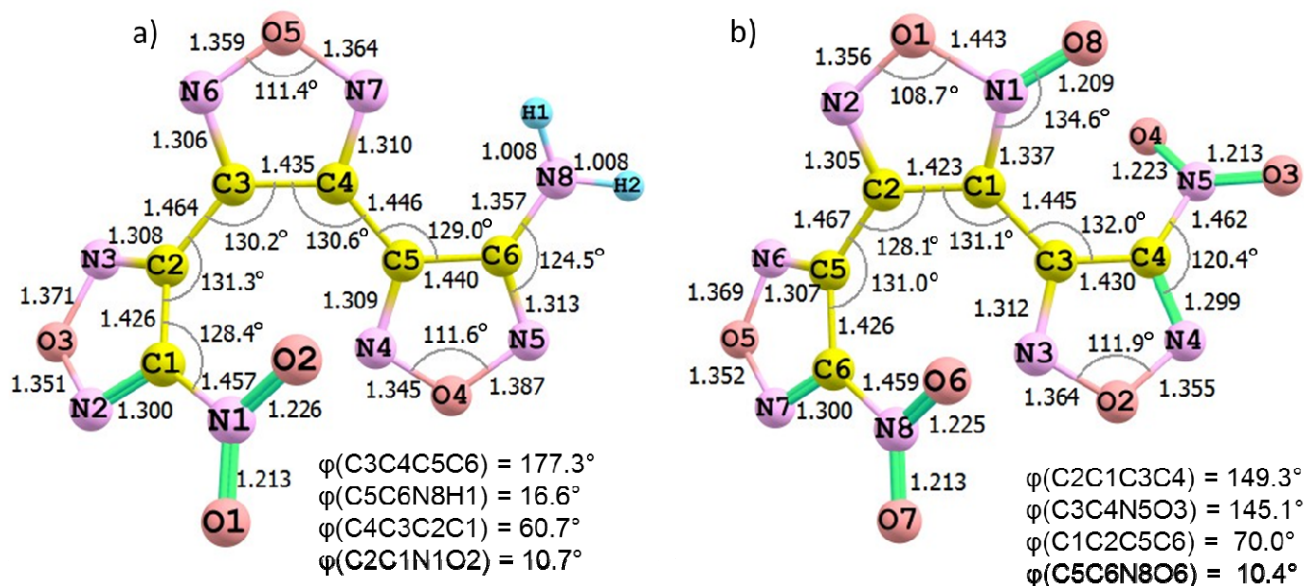 a)
O5
1.359
1.364
N6
111.4°
N7
H1
1.306
1.435
1.310
1.008
1.008
C3
C4
N8
H2
1.464
1.446
1.357
1.308
130.2°
130.6°
129.0°
N3
C2
C5
C6
124.5°
131.3°
1.440
1.371
1.309
1.313
1.426
128.4°
O3
N4
111.6°
N5
C1
O2
1.351
1.457
1.345
1.387
N2
1.300
N1
1.226
O4
1.213
O1
φ(C3C4C5C6) = 177.3°
φ(C5C6N8H1) = 16.6°
φ(C4C3C2C1) = 60.7°
φ(C2C1N1O2) = 10.7°
b)
O1
1.443
O8
1.356
1.209
N2
108.7°
N1
134.6°
O4
1.305
1.423
1.337
1.213
1.223
N5
O3
C2
C1
1.467
1.445
132.0°
1.462
128.1°
131.1°
N6
C5
C3
C4
120.4°
131.0°
1.430
1.369
1.307
1.312
1.299
1.426
O5
N3
111.9°
N4
C6
O6
1.352
1.459
1.364
1.355
N7
1.300
N8
1.225
O2
1.213
O7
φ(C2C1C3C4) = 149.3°
φ(C3C4N5O3) = 145.1°
φ(C1C2C5C6) =  70.0°
φ(C5C6N8O6) =  10.4°